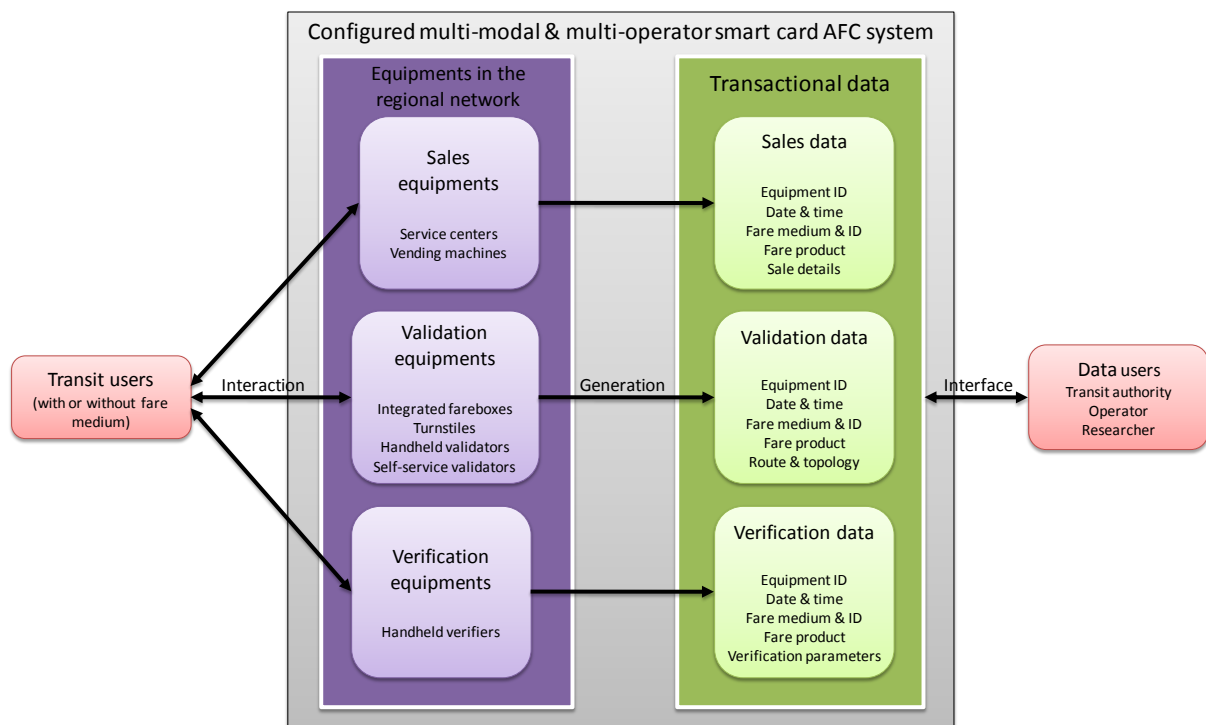 Configured multi-modal & multi-operator smart card AFC system
Equipments in the
regional network
Transactional data
Sales
equipments
Service centers
Vending machines
Sales data
Equipment ID
Date & time
Fare medium & ID
Fare product
Sale details
Transit users
(with or without fare
medium)
Interaction
Validation
equipments
Integrated fareboxes
Turnstiles
Handheld validators
Self-service validators
Generation
Validation data
Equipment ID
Date & time
Fare medium & ID
Fare product
Route & topology
Interface
Data users
Transit authority
Operator
Researcher
Verification
equipments
Handheld verifiers
Verification data
Equipment ID
Date & time
Fare medium & ID
Fare product
Verification parameters